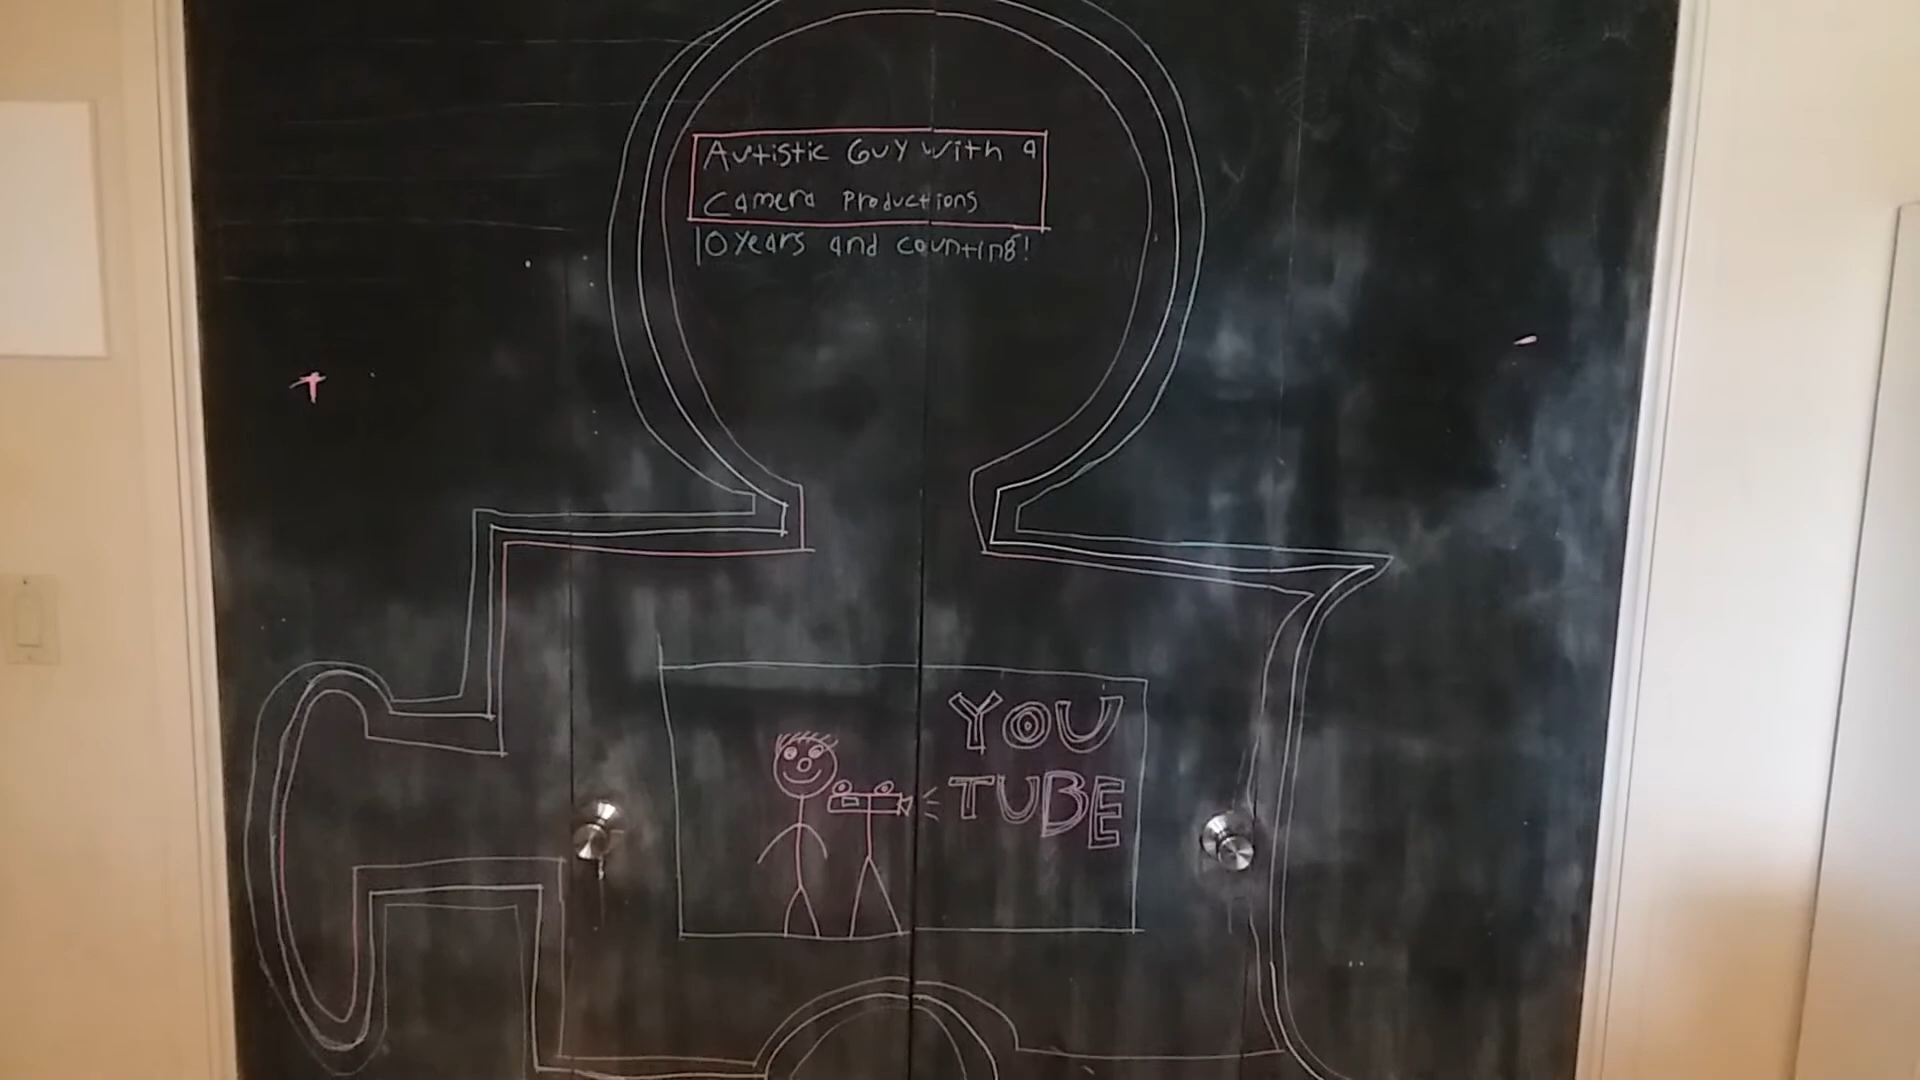 Autistic Guy with a
Camera Productions
10 Years and counting!
YOU
TUBE